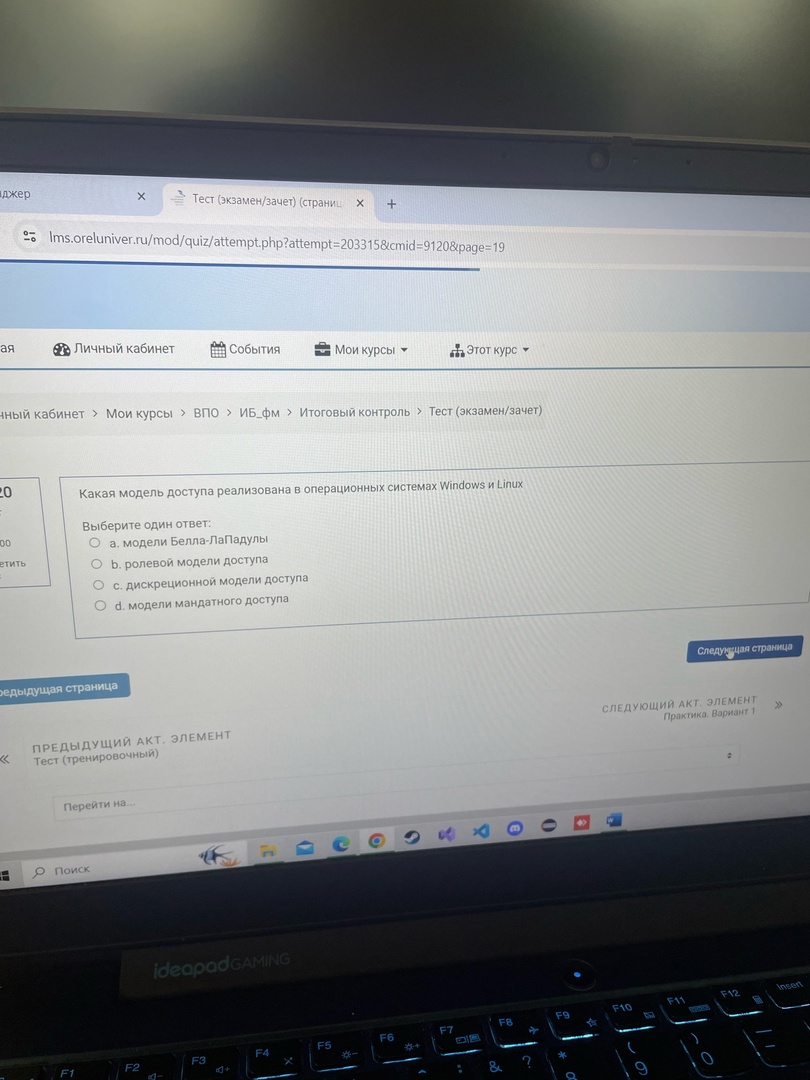 джер
Тест (экзамен/зачет) (страниц
lms.oreluniver.ru/mod/quiz/attempt.php?attempt=203315&cmid=9120&page=19
ая
Личный кабинет
События
Мои курсы
Этот курс
чный кабинет > Мои курсы > ВПО > ИБ_фм > Итоговый контроль > Тест (экзамен/зачет)
20
00
етить
Какая модель доступа реализована в операционных системах Windows и Linux
Выберите один ответ:
a. модели Белла-ЛаПадулы
b. ролевой модели доступа
c. дискреционной модели доступа
d. модели мандатного доступа
Следующая страница
редыдущая страница
СЛЕДУЮЩИЙ АКТ. ЭЛЕМЕНТ
Практика. Вариант 1
ПРЕДЫДУЩИЙ АКТ. ЭЛЕМЕНТ
Тест (тренировочный)
Перейти на...
Поиск
ideapad GAMING
F1 F2 F3 F4 F5 F6 F7 F8 F9 F10 F11 F12 Insert
& ? * ( 9 ) 0